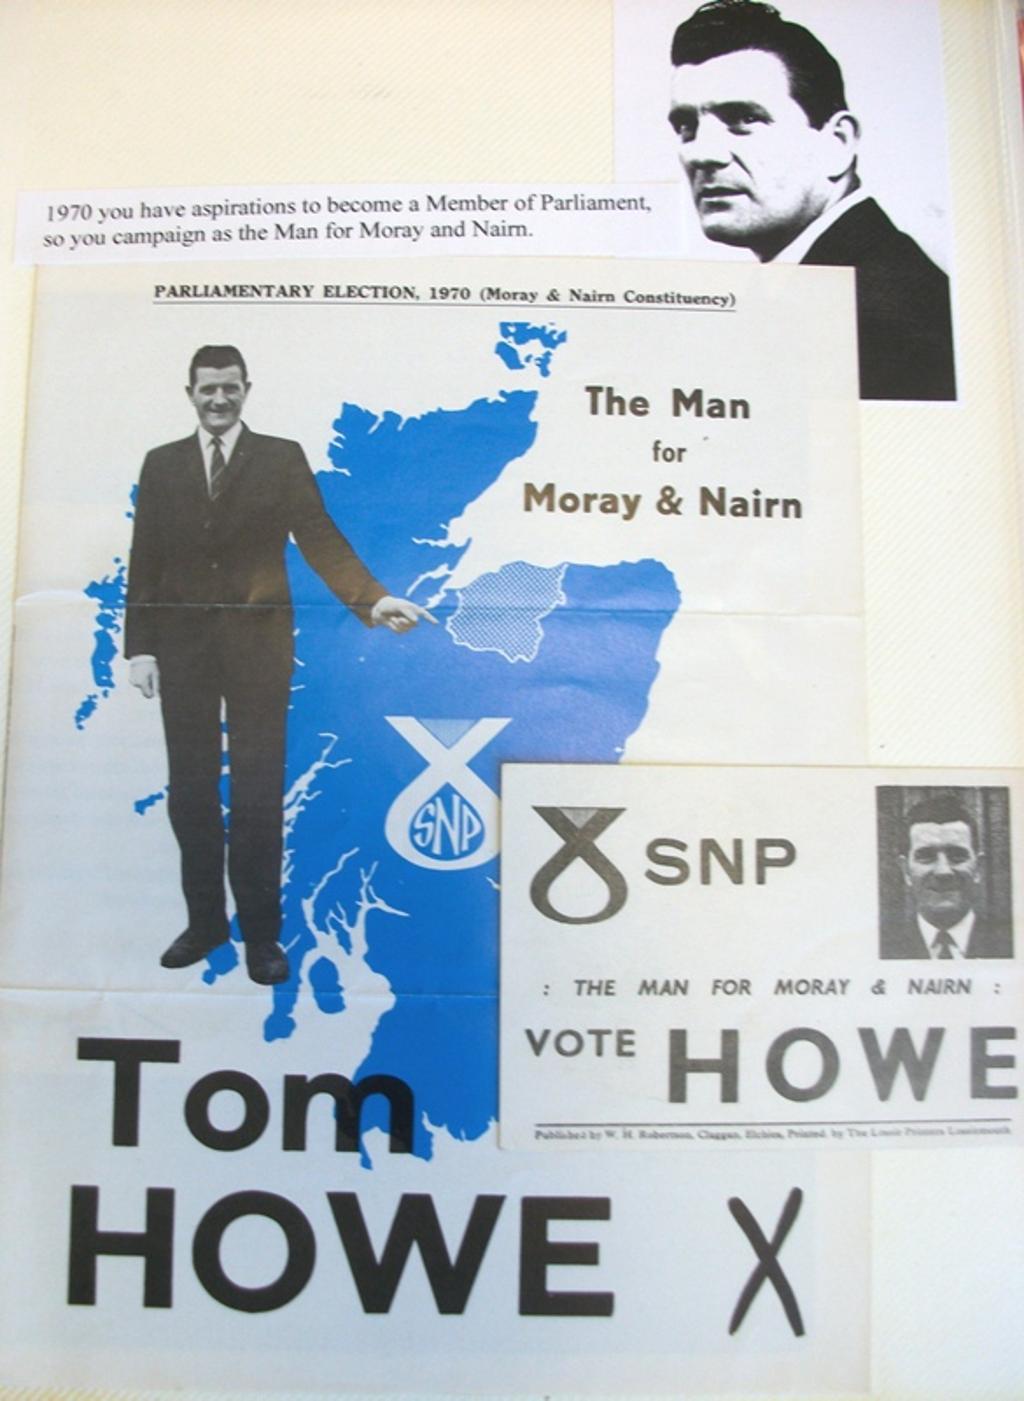 1970 you have aspirations to become a Member of Parliament,
so you campaign as the Man for Moray and Nairn.
PARLIAMENTARY ELECTION, 1970 (Moray & Nairn Constituency)
The Man
for
Moray & Nairn
SNP
SNP
: THE MAN FOR MORAY & NAIRN :
VOTE HOWE
Published by W. H. Robertson, Elchies, Printed by The Lossie Printers Lossiemouth
Tom
HOWE X